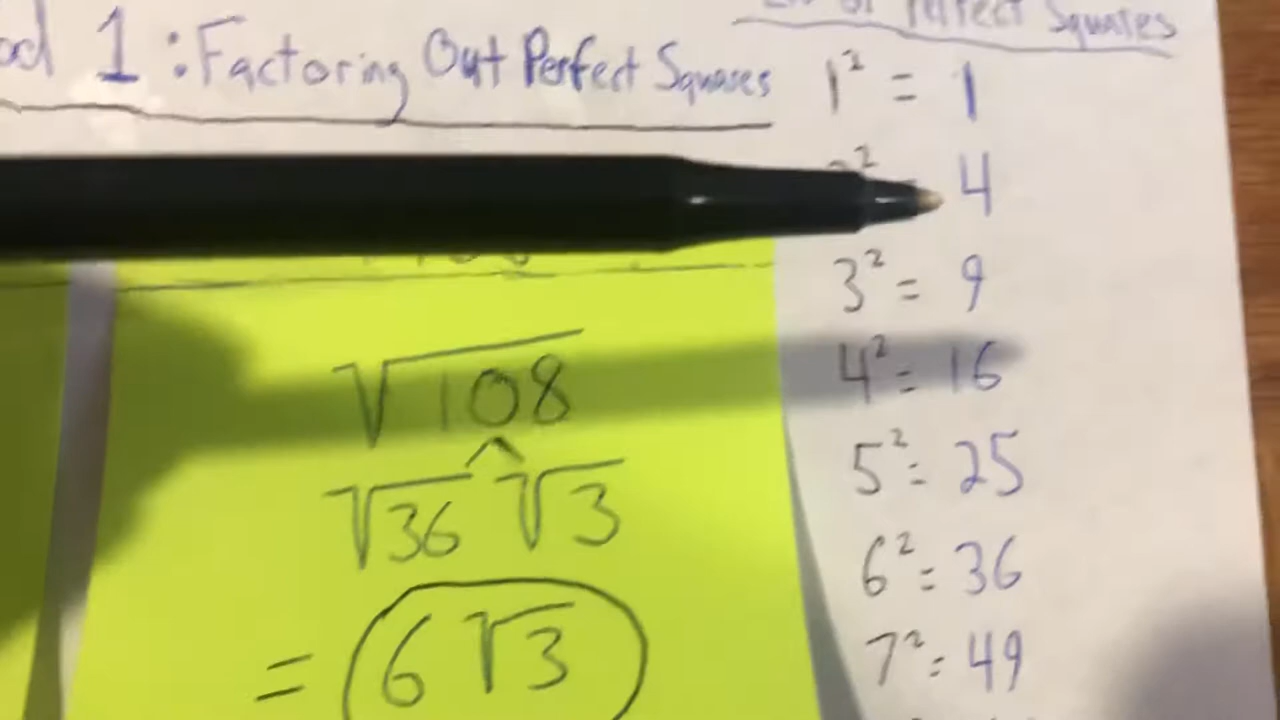 1 : Factoring Out Perfect Squares
√108
√36 √3
= 6√3
Perfect Squares
1² = 1
² 4
3² = 9
4² = 16
5² = 25
6² = 36
7² = 49